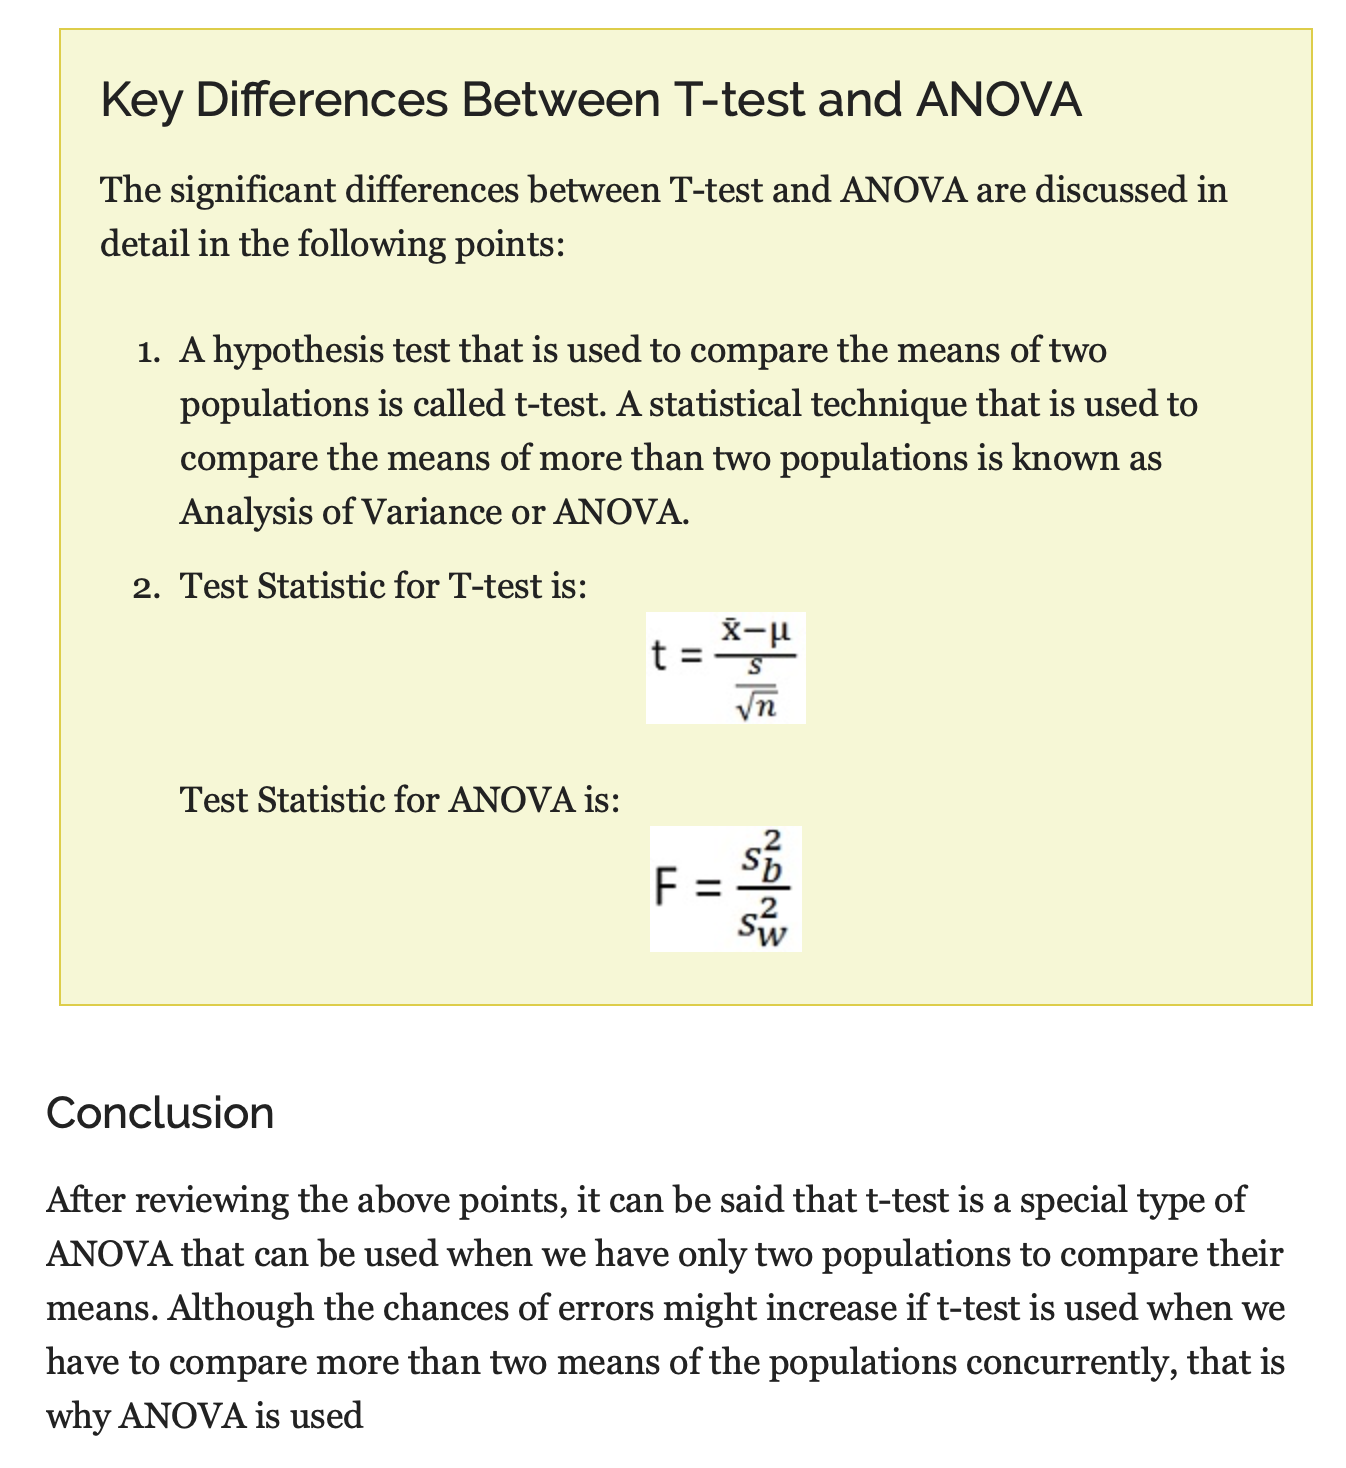 Key Differences Between T-test and ANOVA
The significant differences between T-test and ANOVA are discussed in
detail in the following points:
1. A hypothesis test that is used to compare the means of two
populations is called t-test. A statistical technique that is used to
compare the means of more than two populations is known as
Analysis of Variance or ANOVA.
2. Test Statistic for T-test is:
t = \frac{x̄−μ}{\frac{s}{\sqrt{n}}}
Test Statistic for ANOVA is:
F = \frac{s_b^2}{s_w^2}
Conclusion
After reviewing the above points, it can be said that t-test is a special type of
ANOVA that can be used when we have only two populations to compare their
means. Although the chances of errors might increase if t-test is used when we
have to compare more than two means of the populations concurrently, that is
why ANOVA is used